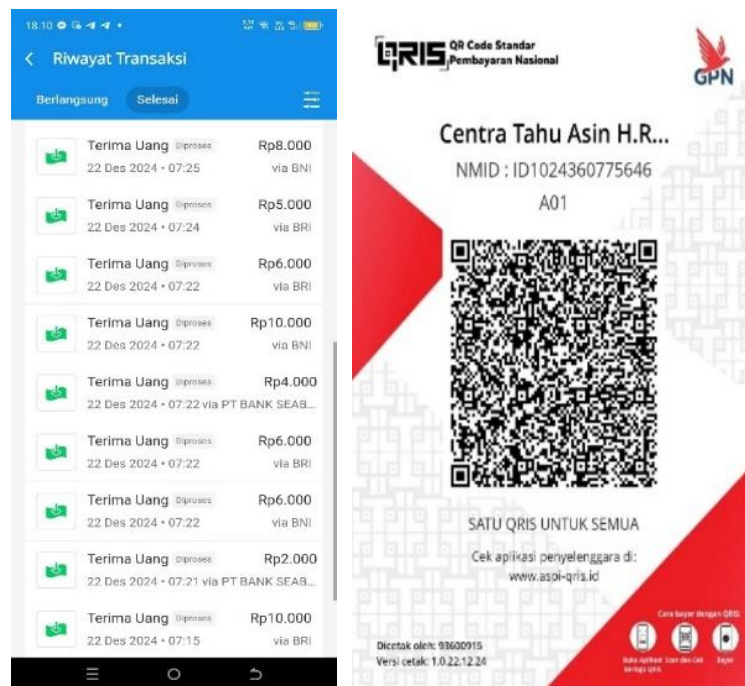 18.10
Riwayat Transaksi
Berlangsung Selesai
Terima Uang Diproses Rp8.000
22 Des 2024 • 07:25 via BNI
Terima Uang Diproses Rp5.000
22 Des 2024 • 07:24 via BRI
Terima Uang Diproses Rp6.000
22 Des 2024 • 07:22 via BRI
Terima Uang Diproses Rp10.000
22 Des 2024 • 07:22 via BNI
Terima Uang Diproses Rp4.000
22 Des 2024 • 07:22 via PT BANK SEAB...
Terima Uang Diproses Rp6.000
22 Des 2024 • 07:22 via BRI
Terima Uang Diproses Rp6.000
22 Des 2024 • 07:22 via BNI
Terima Uang Diproses Rp2.000
22 Des 2024 • 07:21 via PT BANK SEAB...
Terima Uang Diproses Rp10.000
22 Des 2024 • 07:15 via BRI
QRIS QR Code Standar
Pembayaran Nasional
GPN
Centra Tahu Asin H.R...
NMID : ID1024360775646
A01
SATU QRIS UNTUK SEMUA
Cek aplikasi penyelenggara di:
www.aspi-qris.id
Cara bayar dengan QRIS
Dicetak oleh: 93600915
Versi cetak: 1.0.22.12.24
Scan dan Cek
Bayar